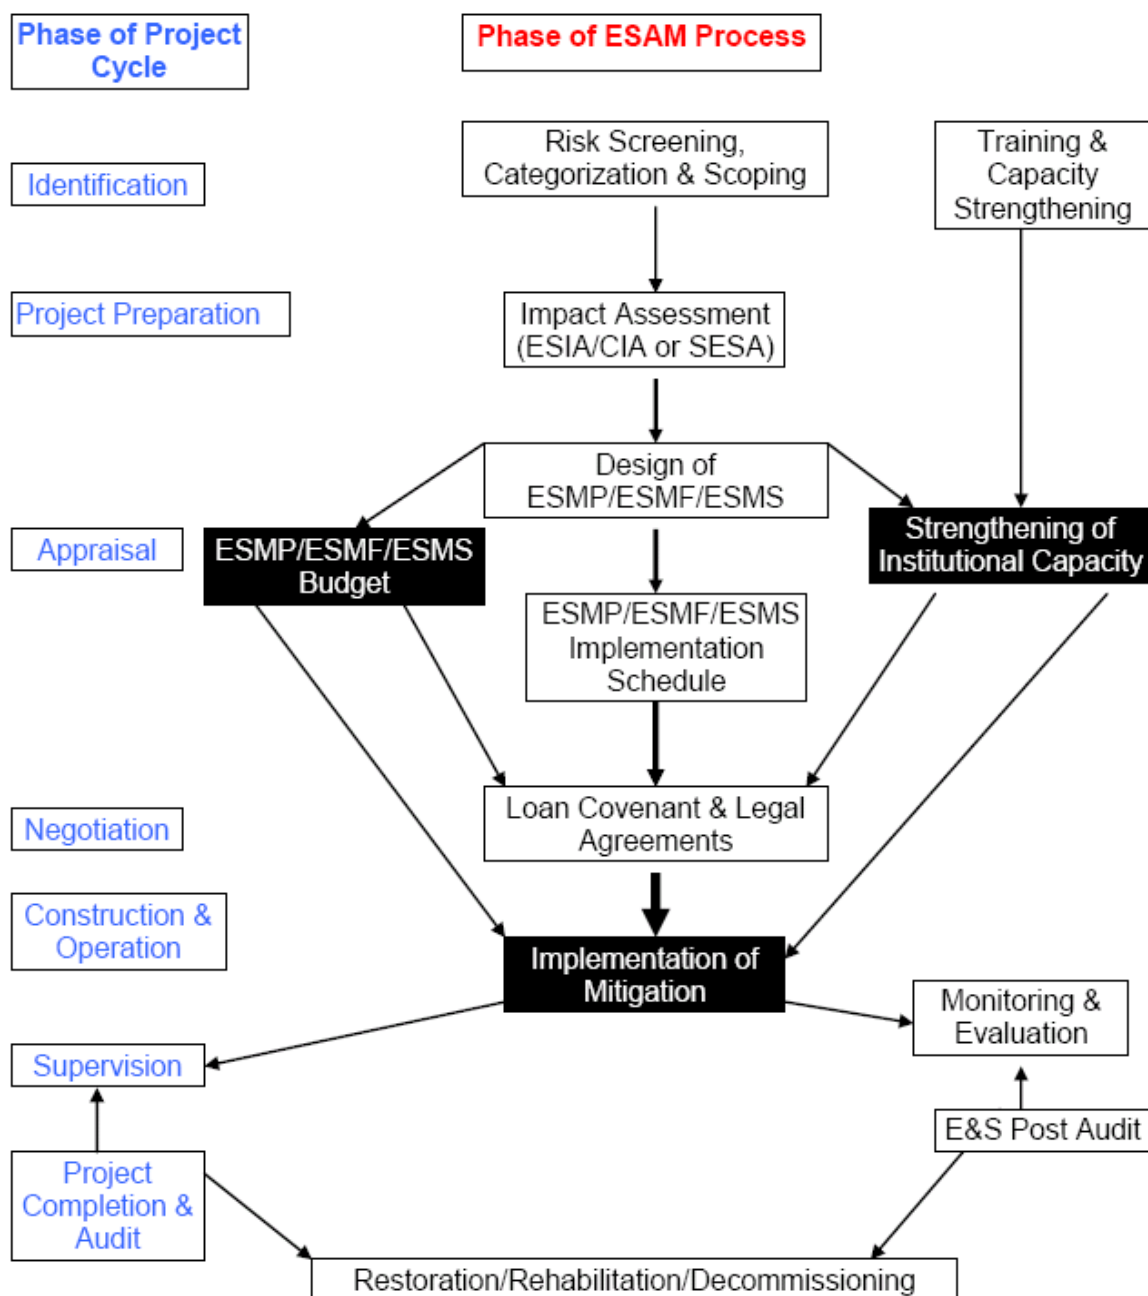 Phase of Project
Cycle
Phase of ESAM Process
Risk Screening,
Categorization & Scoping
Training &
Capacity
Strengthening
Identification
Project Preparation
Impact Assessment
(ESIA/CIA or SESA)
Design of
ESMP/ESMF/ESMS
Appraisal
ESMP/ESMF/ESMS
Budget
Strengthening of
Institutional Capacity
ESMP/ESMF/ESMS
Implementation
Schedule
Negotiation
Loan Covenant & Legal
Agreements
Construction &
Operation
Implementation of
Mitigation
Monitoring &
Evaluation
Supervision
E&S Post Audit
Project
Completion &
Audit
Restoration/Rehabilitation/Decommissioning